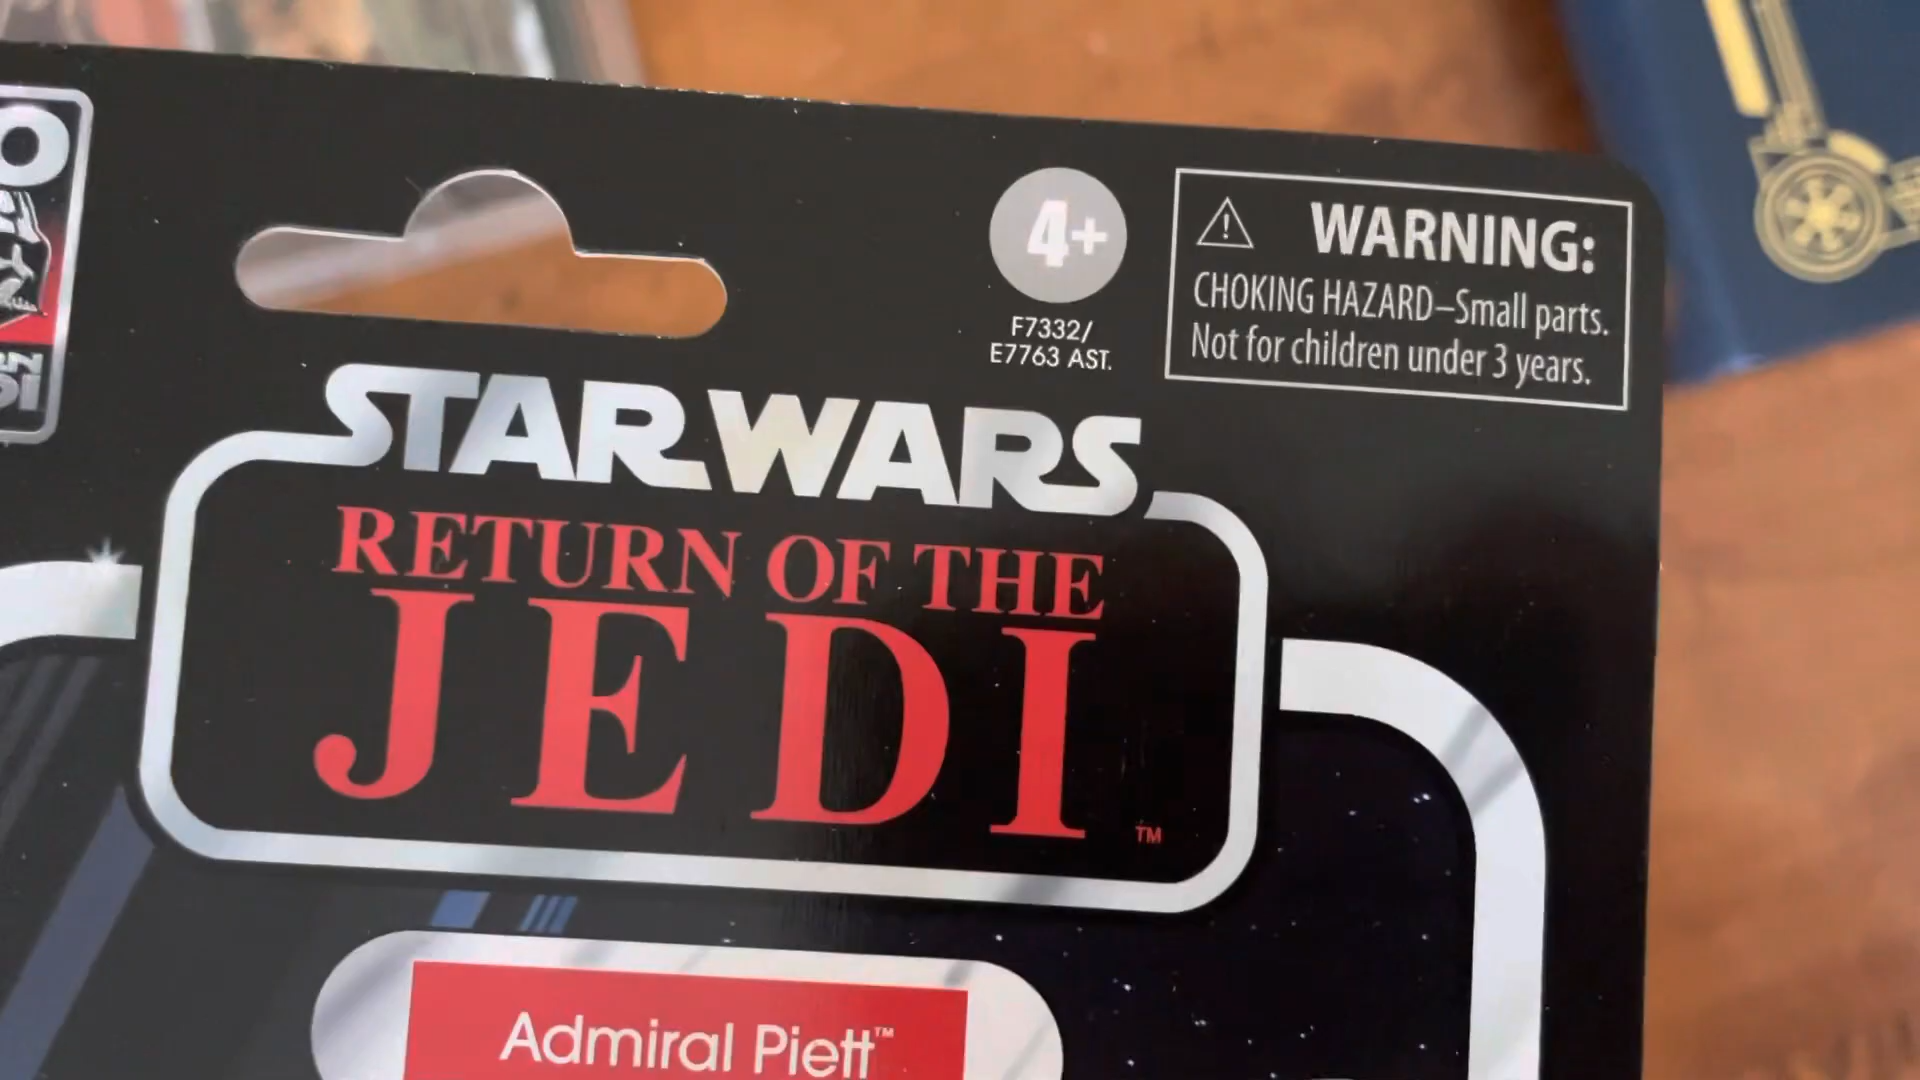 4+
F7332/
E7763 AST.
WARNING:
CHOKING HAZARD–Small parts.
Not for children under 3 years.
STAR WARS
RETURN OF THE
JEDI
TM
Admiral Piett™